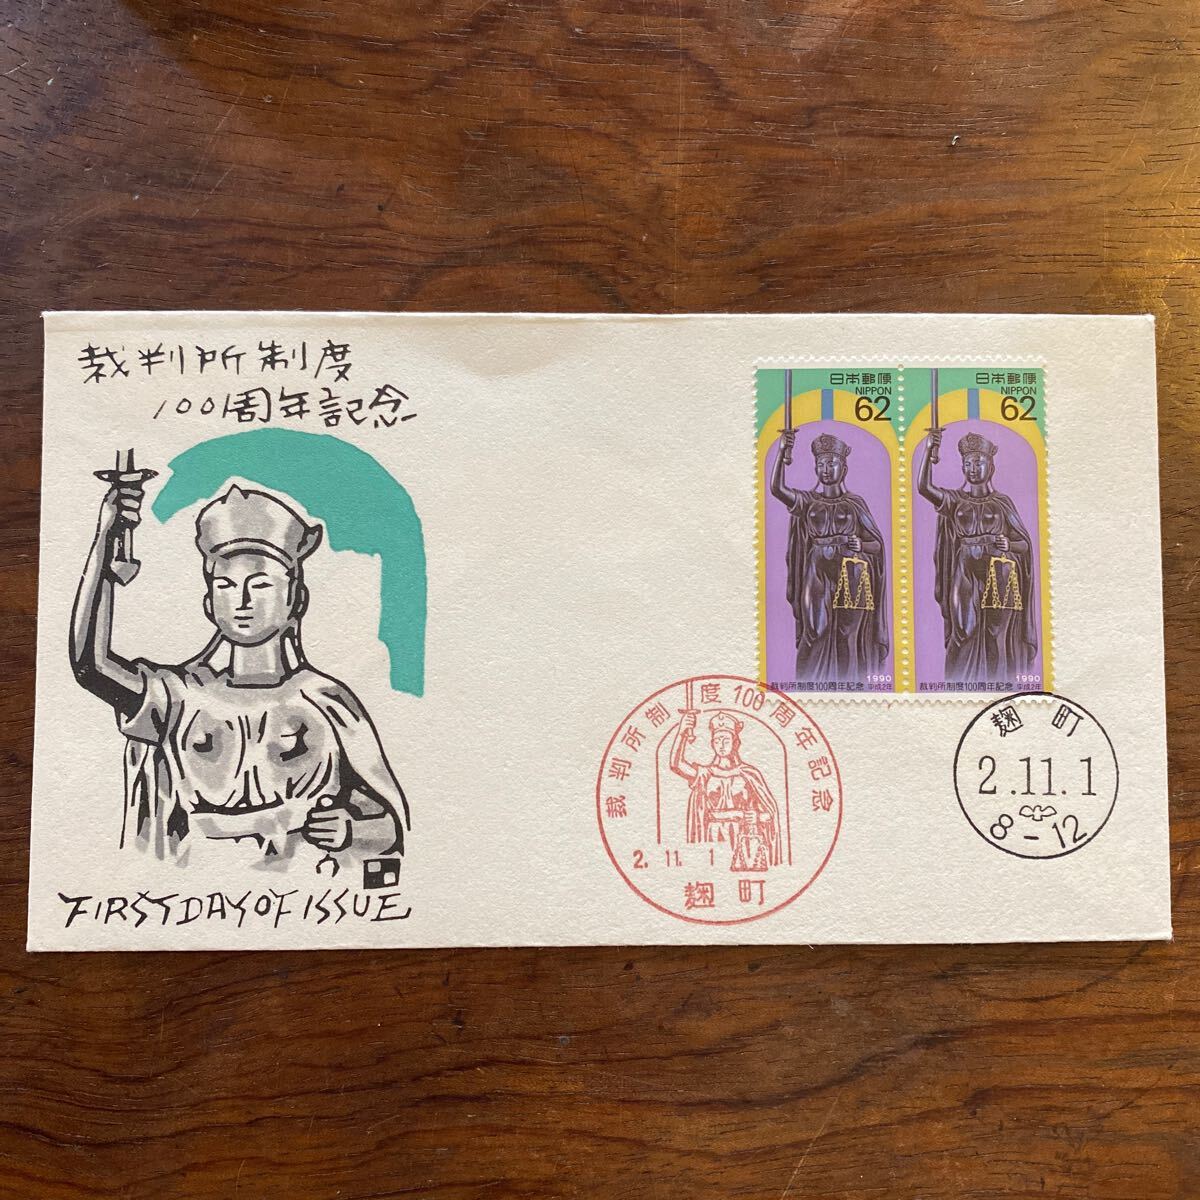 裁判所制度
100周年記念
FIRST DAY OF ISSUE
日本郵便
NIPPON
62
1990
裁判所制度100周年記念 平成2年
日本郵便
NIPPON
62
1990
裁判所制度100周年記念 平成2年
裁判所制度100周年記念
2.11.1
麹町
麹町
2.11.1
8-12